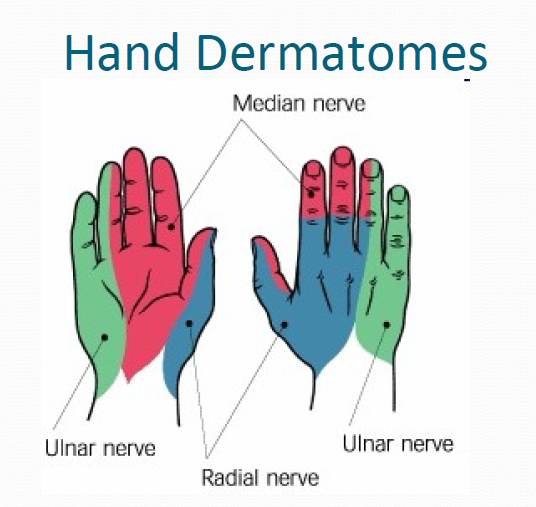 Hand Dermatomes
Median nerve
Ulnar nerve
Ulnar nerve
Radial nerve